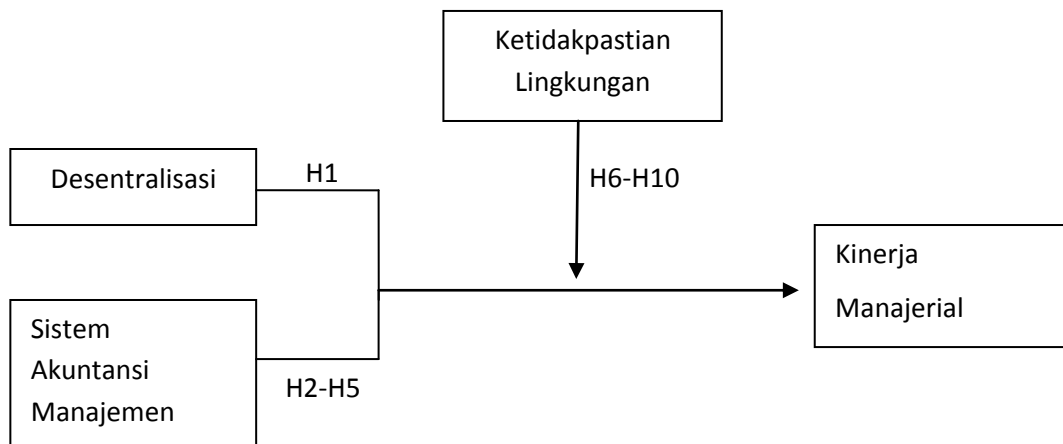 Ketidakpastian
Lingkungan
Desentralisasi
H1
H6-H10
Kinerja
Manajerial
Sistem
Akuntansi
Manajemen
H2-H5